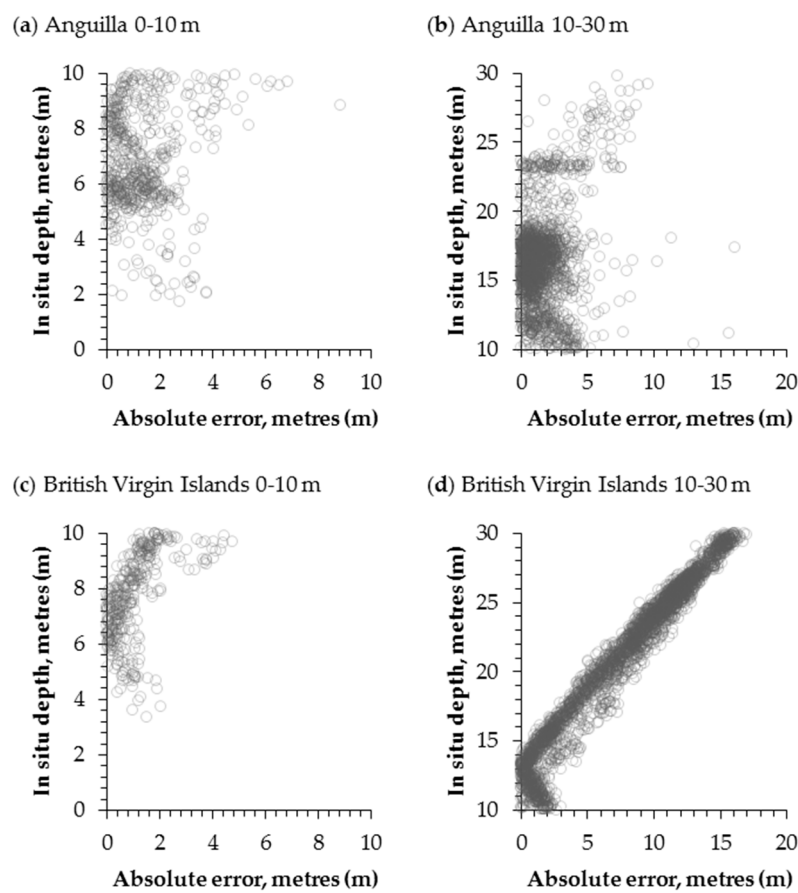 (a) Anguilla 0-10 m
(b) Anguilla 10-30 m
In situ depth, metres (m)
10
8
6
4
2
0
0 2 4 6 8 10
Absolute error, metres (m)
In situ depth, metres (m)
30
25
20
15
10
0 5 10 15 20
Absolute error, metres (m)
(c) British Virgin Islands 0-10 m
(d) British Virgin Islands 10-30 m
In situ depth, metres (m)
10
8
6
4
2
0
0 2 4 6 8 10
Absolute error, metres (m)
In situ depth, metres (m)
30
25
20
15
10
0 5 10 15 20
Absolute error, metres (m)